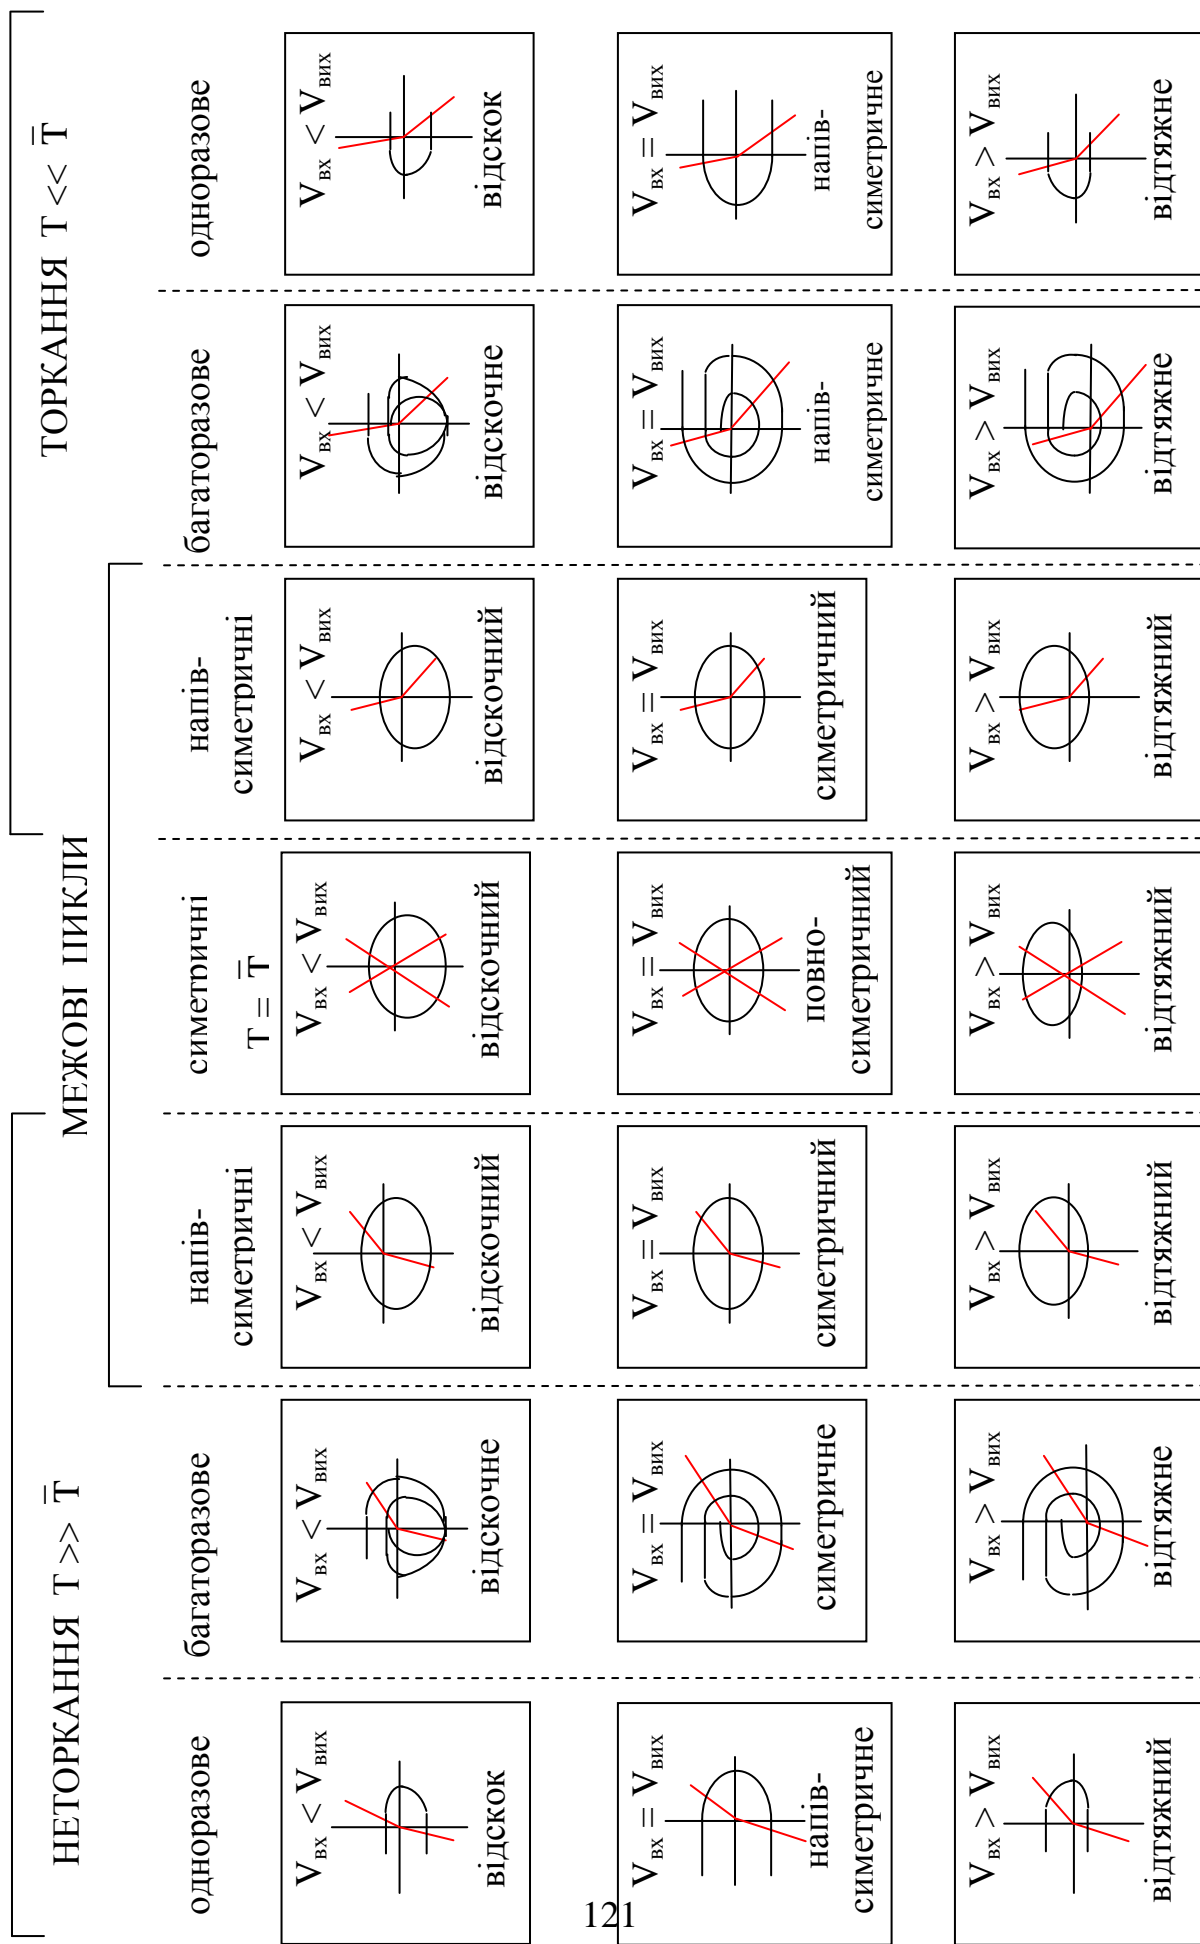 НЕТОРКАННЯ T >> T̅
МЕЖОВІ ЦИКЛИ
ТОРКАННЯ T << T̅
одноразове
багаторазове
напів-
симетричні
симетричні
T = T̅
напів-
симетричні
багаторазове
одноразове
Vвх < Vвих
відскок
Vвх < Vвих
відскочне
Vвх < Vвих
відскочний
Vвх < Vвих
відскочний
Vвх < Vвих
відскочний
Vвх < Vвих
відскочне
Vвх < Vвих
відскок
Vвх = Vвих
напів-
симетричне
Vвх = Vвих
симетричне
Vвх = Vвих
симетричний
Vвх = Vвих
повно-
симетричний
Vвх = Vвих
симетричний
Vвх = Vвих
напів-
симетричне
Vвх = Vвих
напів-
симетричне
Vвх > Vвих
відтяжний
Vвх > Vвих
відтяжне
Vвх > Vвих
відтяжний
Vвх > Vвих
відтяжний
Vвх > Vвих
відтяжний
Vвх > Vвих
відтяжне
Vвх > Vвих
відтяжне
121